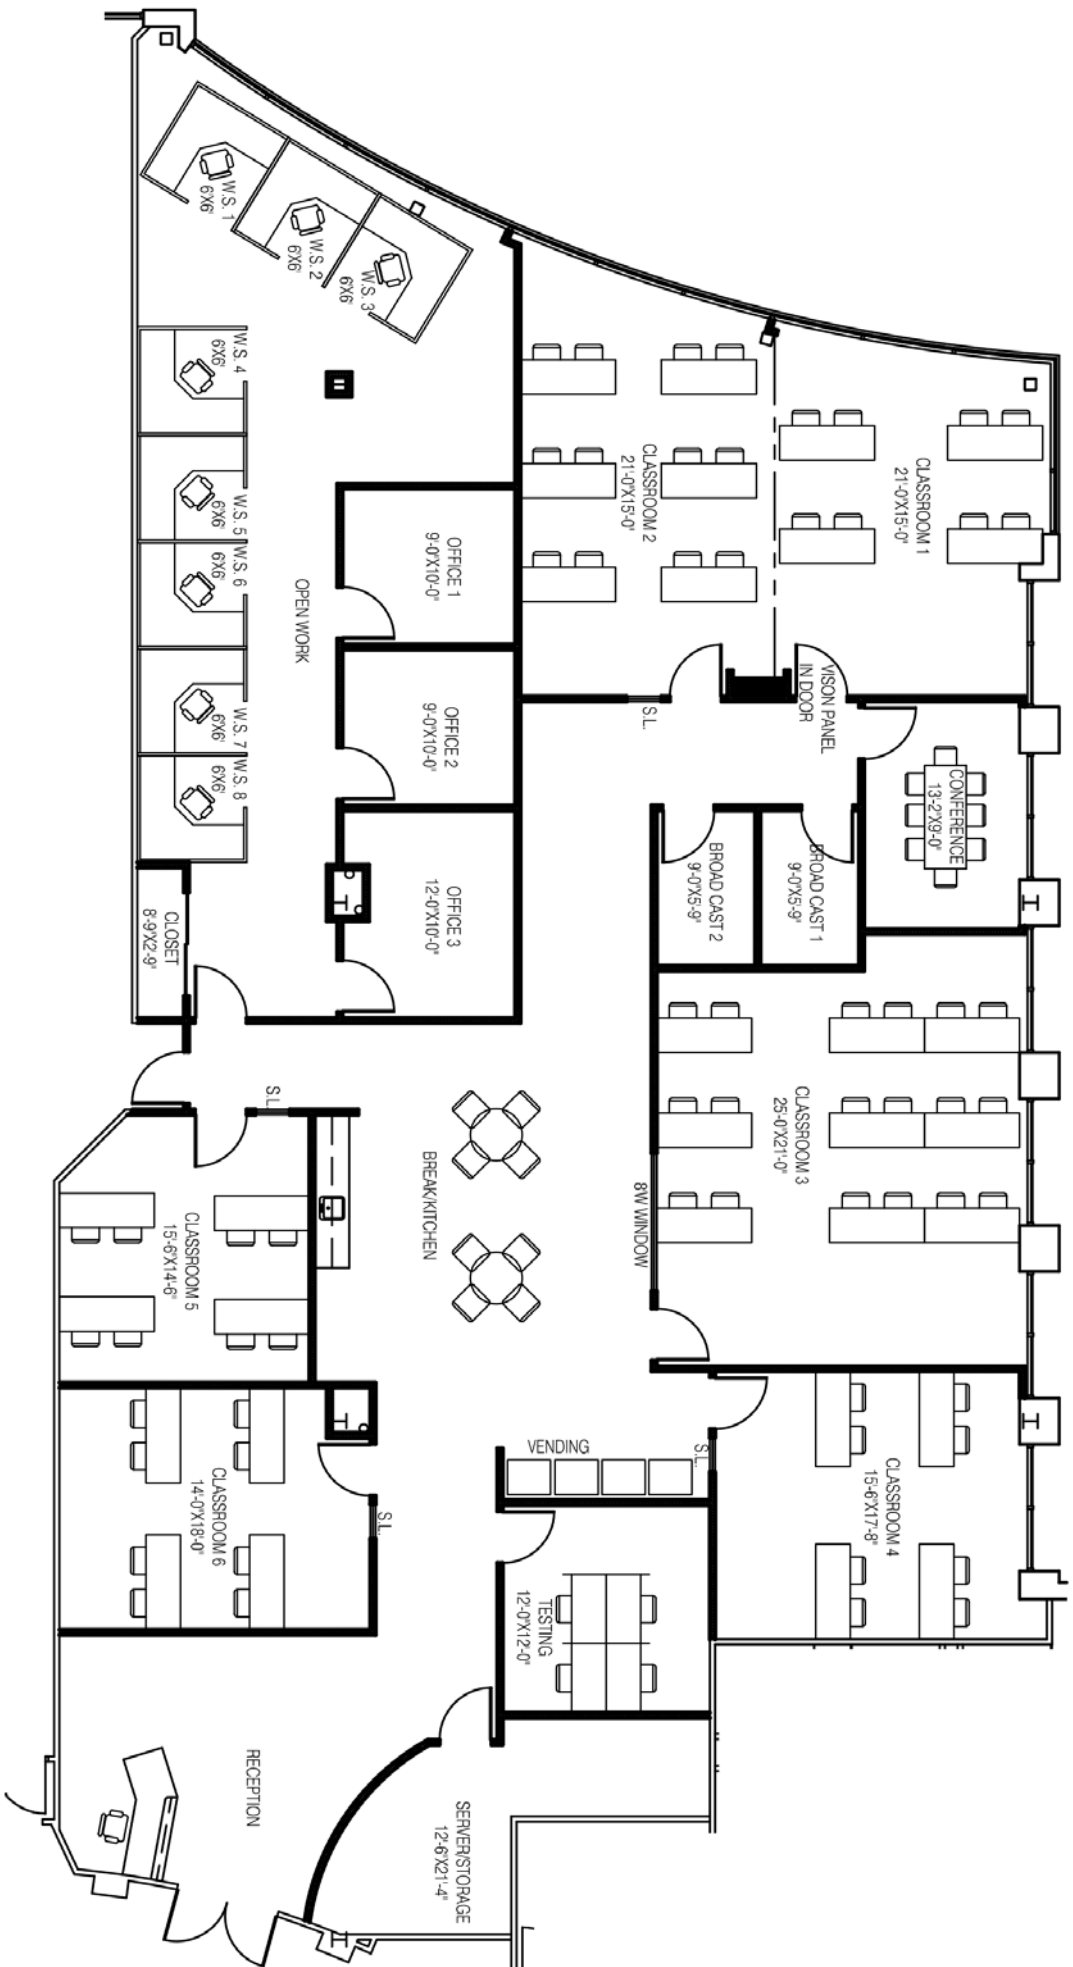 W.S. 1
6'X6'
W.S. 2
6'X6'
W.S. 3
6'X6'
W.S. 4
6'X6'
W.S. 5
6'X6'
W.S. 6
6'X6'
W.S. 7
6'X6'
W.S. 8
6'X6'
OPEN WORK
CLOSET
8'-9"X2'-9"
OFFICE 1
9'-0"X10'-0"
OFFICE 2
9'-0"X10'-0"
OFFICE 3
12'-0"X10'-0"
CLASSROOM 2
21'-0"X15'-0"
CLASSROOM 1
21'-0"X15'-0"
VISON PANEL
IN DOOR
S.L.
CONFERENCE
13'-2"X9'-0"
BROAD CAST 1
9'-0"X5'-9"
BROAD CAST 2
9'-0"X5'-9"
CLASSROOM 3
25'-0"X21'-0"
8'W WINDOW
BREAK/KITCHEN
S.L.
CLASSROOM 5
15'-6"X14'-6"
CLASSROOM 6
14'-0"X18'-0"
S.L.
VENDING
S.L.
CLASSROOM 4
15'-6"X17'-8"
TESTING
12'-0"X12'-0"
RECEPTION
SERVER/STORAGE
12'-6"X21'-4"